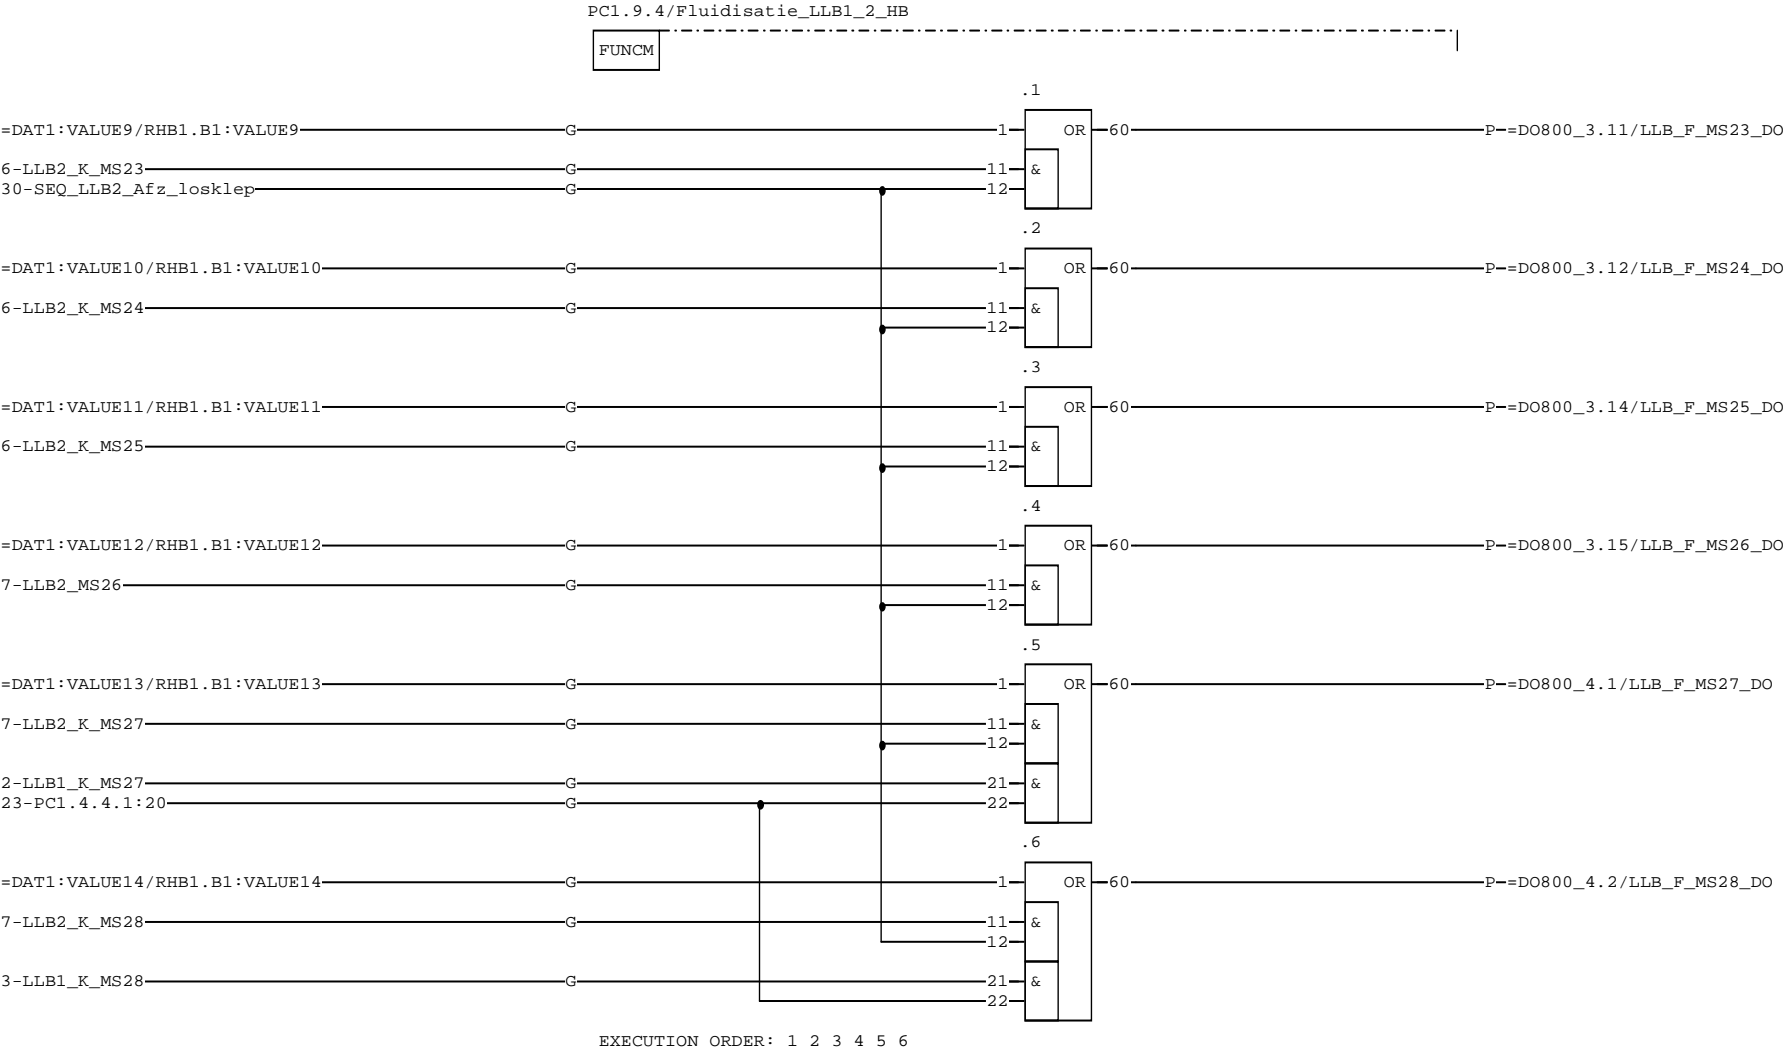 PC1.9.4/Fluidisatie_LLB1_2_HB
FUNCM
.1
=DAT1:VALUE9/RHB1.B1:VALUE9 G 1 OR 60 P =DO800_3.11/LLB_F_MS23_DO
6-LLB2_K_MS23 G 11 &
30-SEQ_LLB2_Afz_losklep G 12
.2
=DAT1:VALUE10/RHB1.B1:VALUE10 G 1 OR 60 P =DO800_3.12/LLB_F_MS24_DO
6-LLB2_K_MS24 G 11 &
12
.3
=DAT1:VALUE11/RHB1.B1:VALUE11 G 1 OR 60 P =DO800_3.14/LLB_F_MS25_DO
6-LLB2_K_MS25 G 11 &
12
.4
=DAT1:VALUE12/RHB1.B1:VALUE12 G 1 OR 60 P =DO800_3.15/LLB_F_MS26_DO
7-LLB2_MS26 G 11 &
12
.5
=DAT1:VALUE13/RHB1.B1:VALUE13 G 1 OR 60 P =DO800_4.1/LLB_F_MS27_DO
7-LLB2_K_MS27 G 11 &
12
2-LLB1_K_MS27 G 21 &
23-PC1.4.4.1:20 G 22
.6
=DAT1:VALUE14/RHB1.B1:VALUE14 G 1 OR 60 P =DO800_4.2/LLB_F_MS28_DO
7-LLB2_K_MS28 G 11 &
12
3-LLB1_K_MS28 G 21 &
22
EXECUTION ORDER: 1 2 3 4 5 6